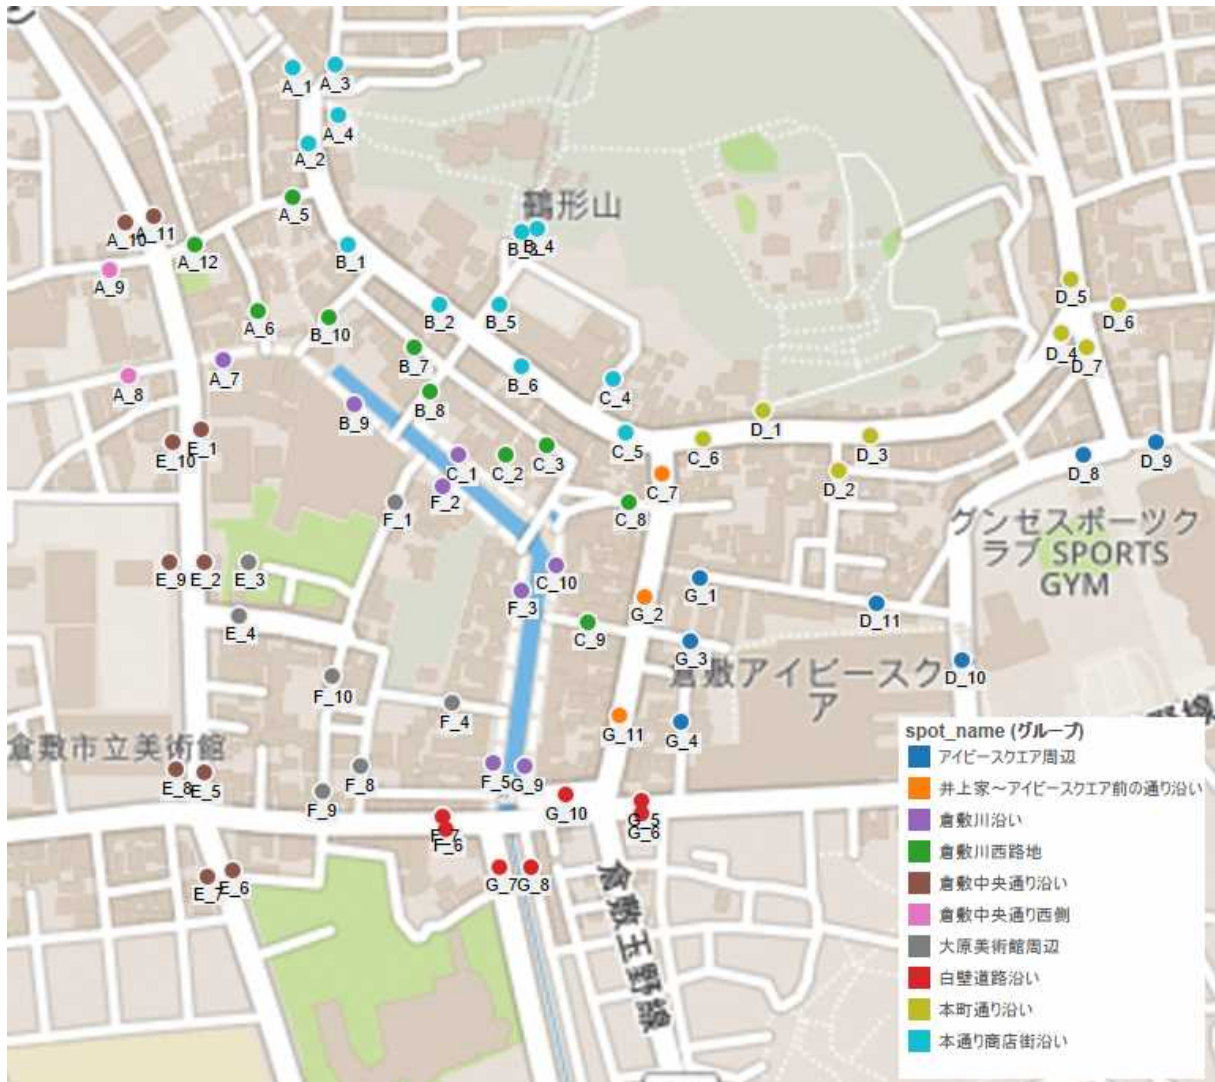 A_1
A_3
A_4
A_2
A_5
鶴形山
A_10
A_11
A_12
B_1
B_3
B_4
A_9
D_5
B_2
B_5
D_6
A_6
B_10
D_4
D_7
B_7
B_6
A_7
A_8
B_8
C_4
B_9
D_1
C_5
C_6
D_3
E_10
E_1
C_1
C_2
C_3
D_8
D_9
D_2
C_7
F_2
F_1
C_8
グンゼスポーツク
ラブ SPORTS
GYM
E_9
E_2
E_3
C_10
G_1
F_3
G_2
D_11
E_4
C_9
G_3
倉敷アイビースクエ
ア
D_10
F_10
F_4
G_11
G_4
倉敷市立美術館
E_8
E_5
F_8
F_5
G_9
F_9
G_10
G_5
G_6
F_7
F_6
E_7
E_6
G_7
G_8
倉敷玉野線
spot_name (グループ)
アイビースクエア周辺
井上家～アイビースクエア前の通り沿い
倉敷川沿い
倉敷川西路地
倉敷中央通り沿い
倉敷中央通り西側
大原美術館周辺
白壁道路沿い
本町通り沿い
本通り商店街沿い